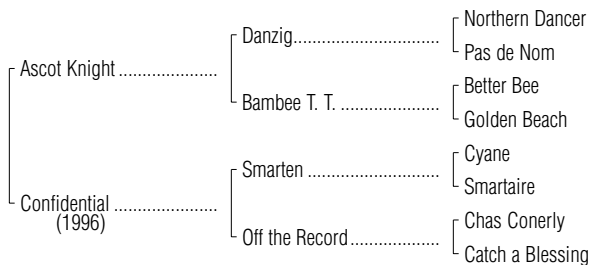 Northern Dancer
Danzig
Pas de Nom
Ascot Knight
Better Bee
Bambee T. T.
Golden Beach
Cyane
Smarten
Smartaire
Confidential
(1996)
Chas Conerly
Off the Record
Catch a Blessing